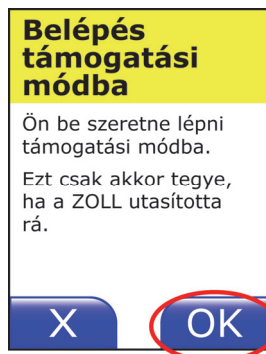 Belépés
támogatási
módba
Ön be szeretne lépni
támogatási módba.
Ezt csak akkor tegye,
ha a ZOLL utasította
rá.
X OK